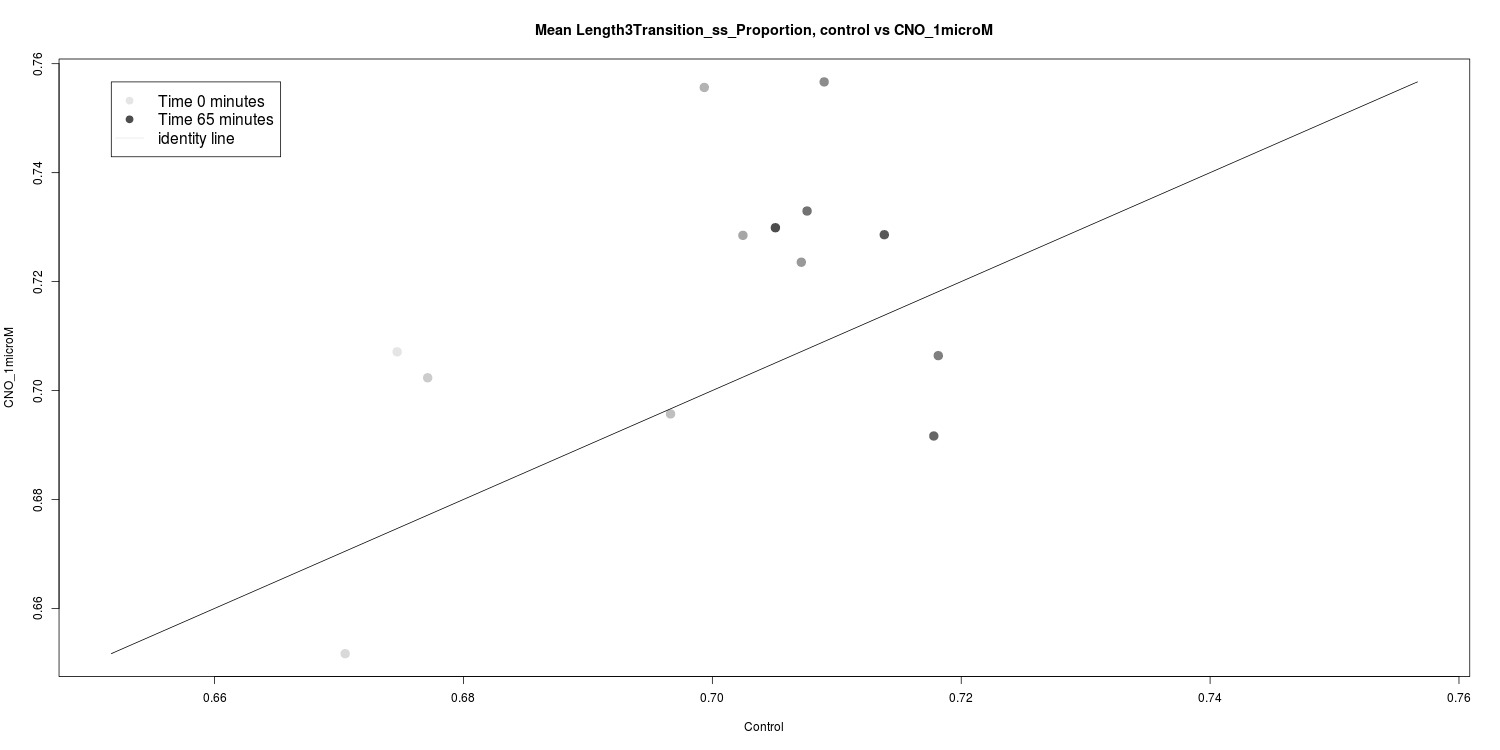 Mean Length3Transition_ss_Proportion, control vs CNO_1microM
Time 0 minutes
Time 65 minutes
identity line
CNO_1microM
0.76
0.74
0.72
0.70
0.68
0.66
0.66
0.68
0.70
0.72
0.74
0.76
Control